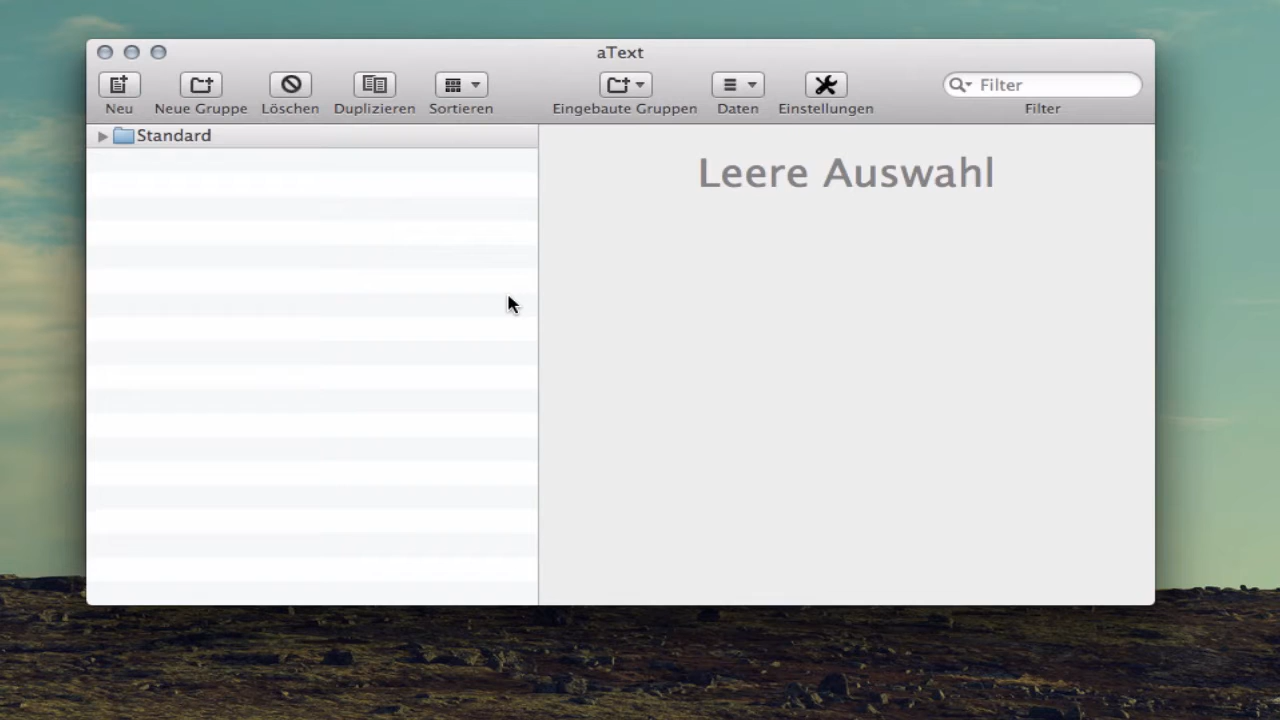 aText
Neu Neue Gruppe Löschen Duplizieren Sortieren Eingebaute Gruppen Daten Einstellungen Filter
Filter
Standard
Leere Auswahl